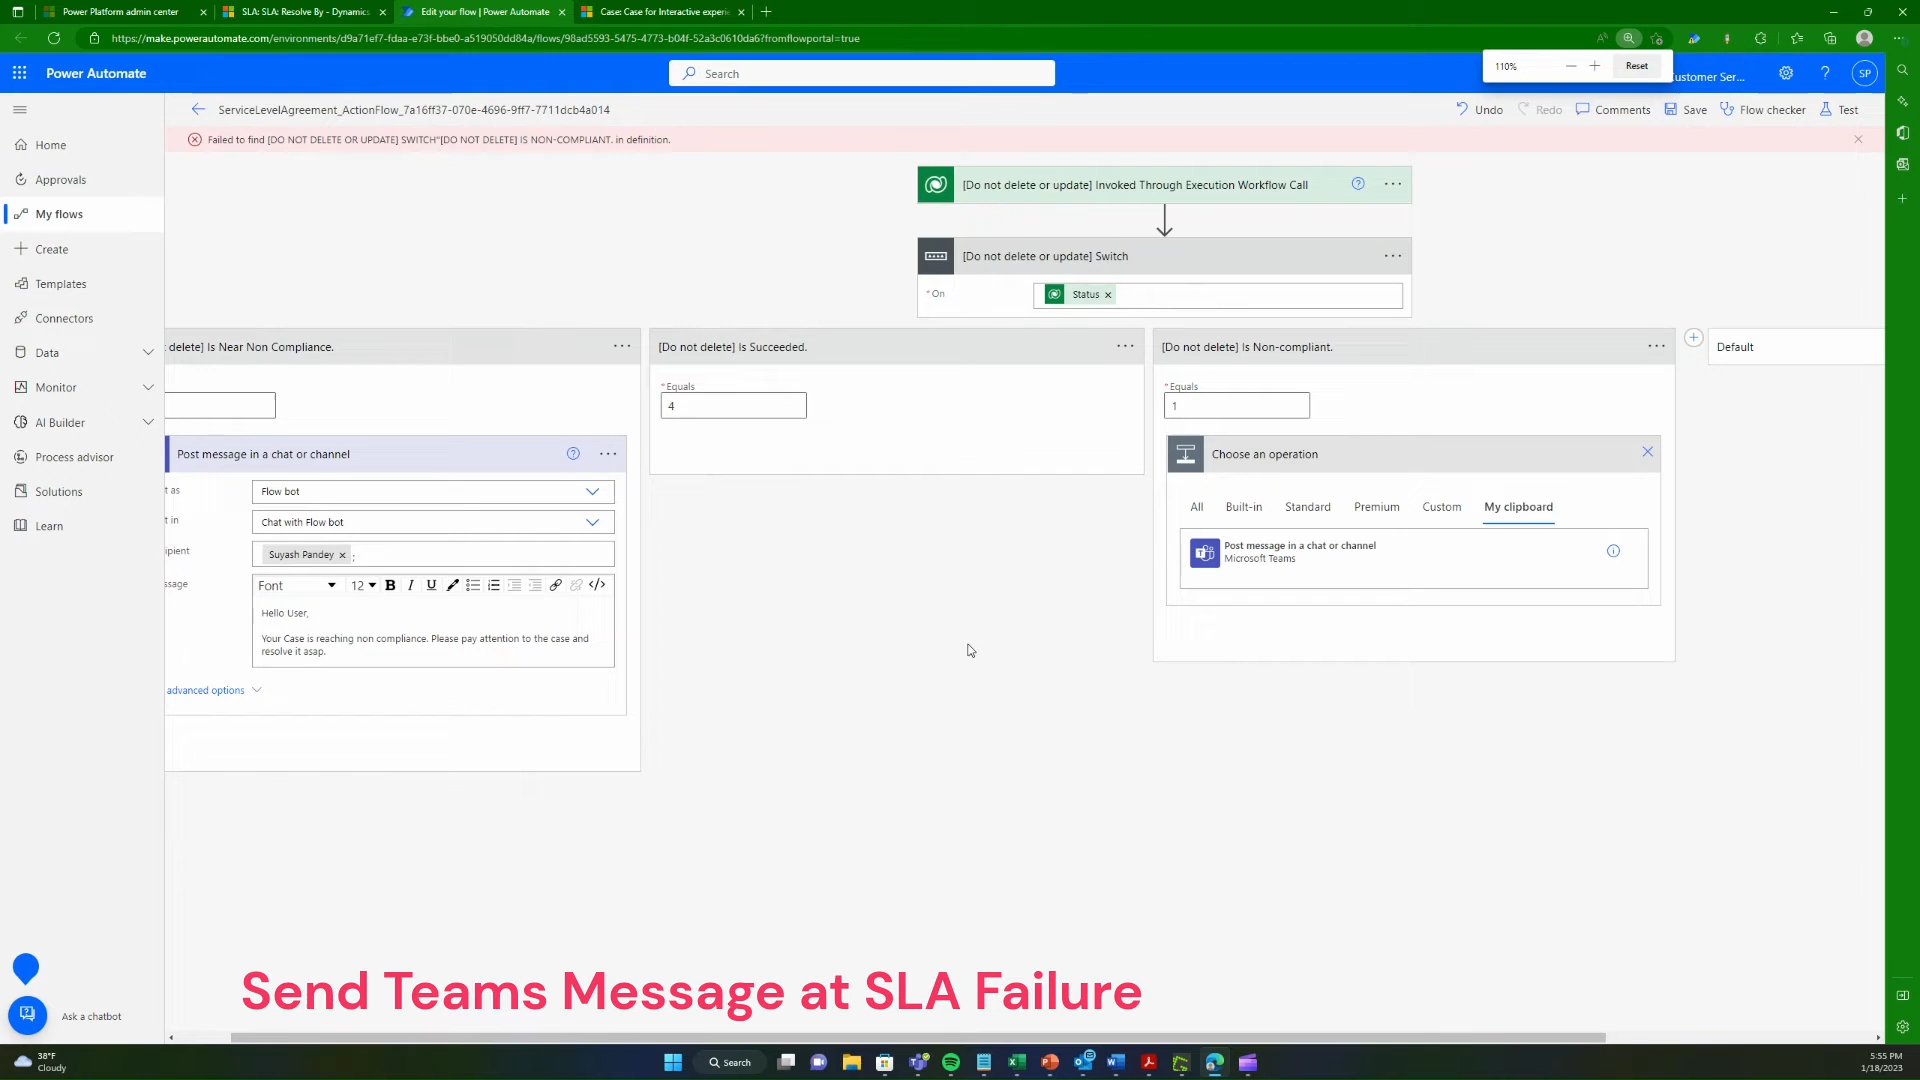 Power Platform admin center
SLA: SLA: Resolve By - Dynamics
Edit your flow | Power Automate
Case: Case for Interactive experie
https://make.powerautomate.com/environments/d9a71ef7-fdaa-e73f-bbe0-a519050dd84a/flows/98ad5593-5475-4773-b04f-52a3c0610da6?fromflowportal=true
110%
Reset
Power Automate
Search
ustomer Ser...
SP
ServiceLevelAgreement_ActionFlow_7a16ff37-070e-4696-9ff7-7711dcb4a014
Undo
Redo
Comments
Save
Flow checker
Test
Failed to find [DO NOT DELETE OR UPDATE] SWITCH^[DO NOT DELETE] IS NON-COMPLIANT. in definition.
Home
Approvals
My flows
Create
Templates
Connectors
Data
Monitor
AI Builder
Process advisor
Solutions
Learn
Ask a chatbot
[Do not delete or update] Invoked Through Execution Workflow Call
[Do not delete or update] Switch
* On
Status
delete] Is Near Non Compliance.
Post message in a chat or channel
t as
Flow bot
t in
Chat with Flow bot
ipient
Suyash Pandey ;
ssage
Font
12
B I U
Hello User,
Your Case is reaching non compliance. Please pay attention to the case and
resolve it asap.
advanced options
[Do not delete] Is Succeeded.
* Equals
4
[Do not delete] Is Non-compliant.
* Equals
1
Choose an operation
All
Built-in
Standard
Premium
Custom
My clipboard
Post message in a chat or channel
Microsoft Teams
Default
Send Teams Message at SLA Failure
38°F
Cloudy
Search
5:55 PM
1/18/2023